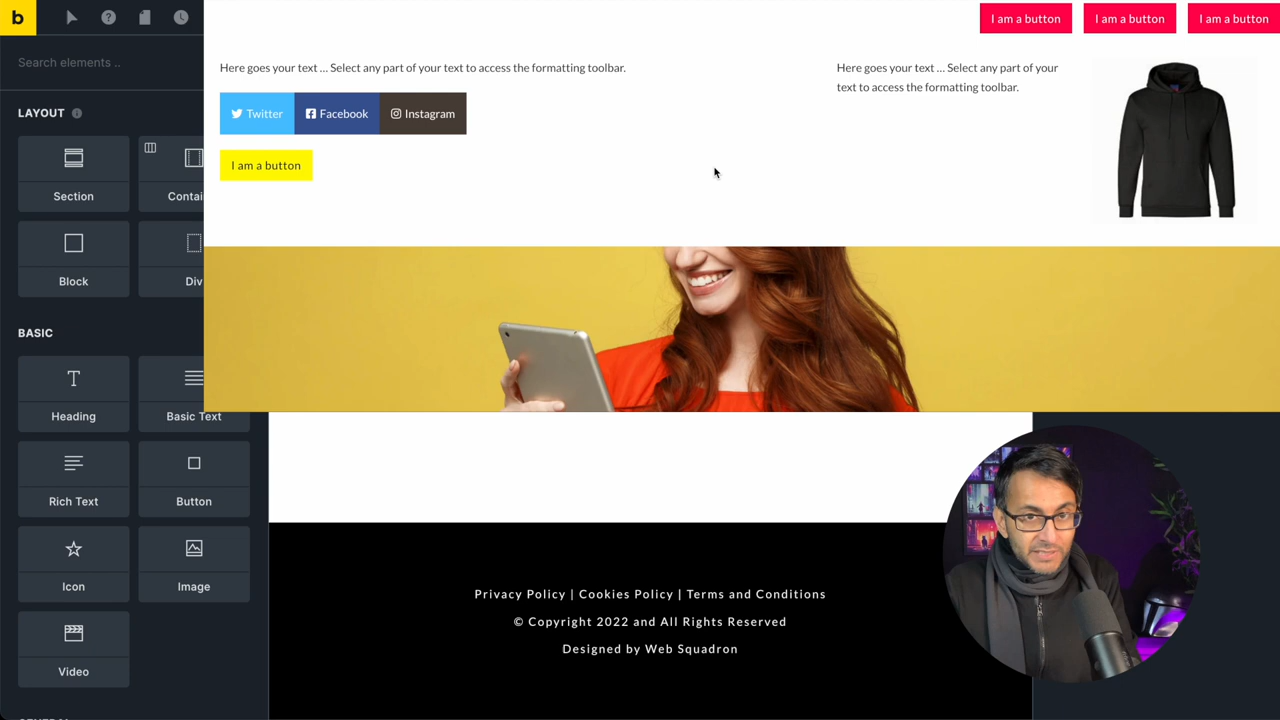 b
Search elements ..
LAYOUT
Section
Contai
Block
Div
BASIC
Heading
Basic Text
Rich Text
Button
Icon
Image
Video
I am a button
I am a button
I am a button
Here goes your text ... Select any part of your text to access the formatting toolbar.
Twitter
Facebook
Instagram
I am a button
Here goes your text ... Select any part of your
text to access the formatting toolbar.
Privacy Policy | Cookies Policy | Terms and Conditions
© Copyright 2022 and All Rights Reserved
Designed by Web Squadron